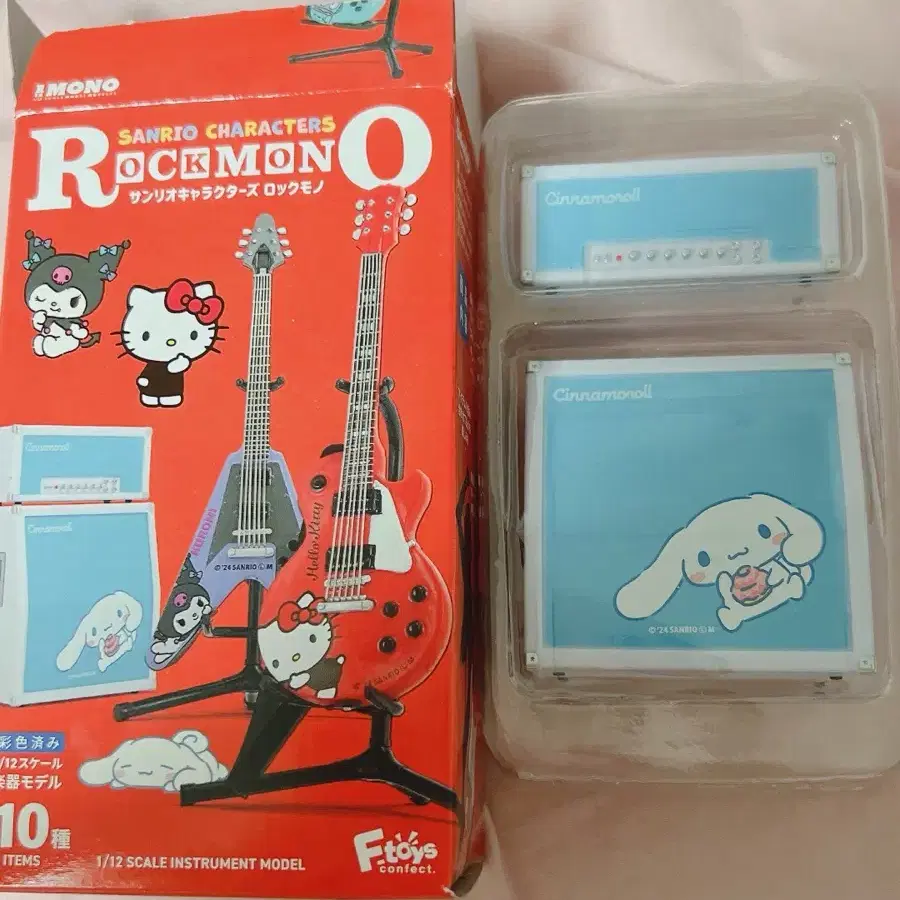 MONO
SANRIO CHARACTERS
ROCKMONO
サンリオキャラクターズ ロックモノ
Cinnamoroll
Cinnamoroll
© '24 SANRIO Ⓛ M
Cinnamoroll
Cinnamoroll
KUROMI
© '24 SANRIO Ⓛ M
Hello Kitty
彩色済み
/12スケール
楽器モデル
10種
ITEMS
1/12 SCALE INSTRUMENT MODEL
F-toys
confect.